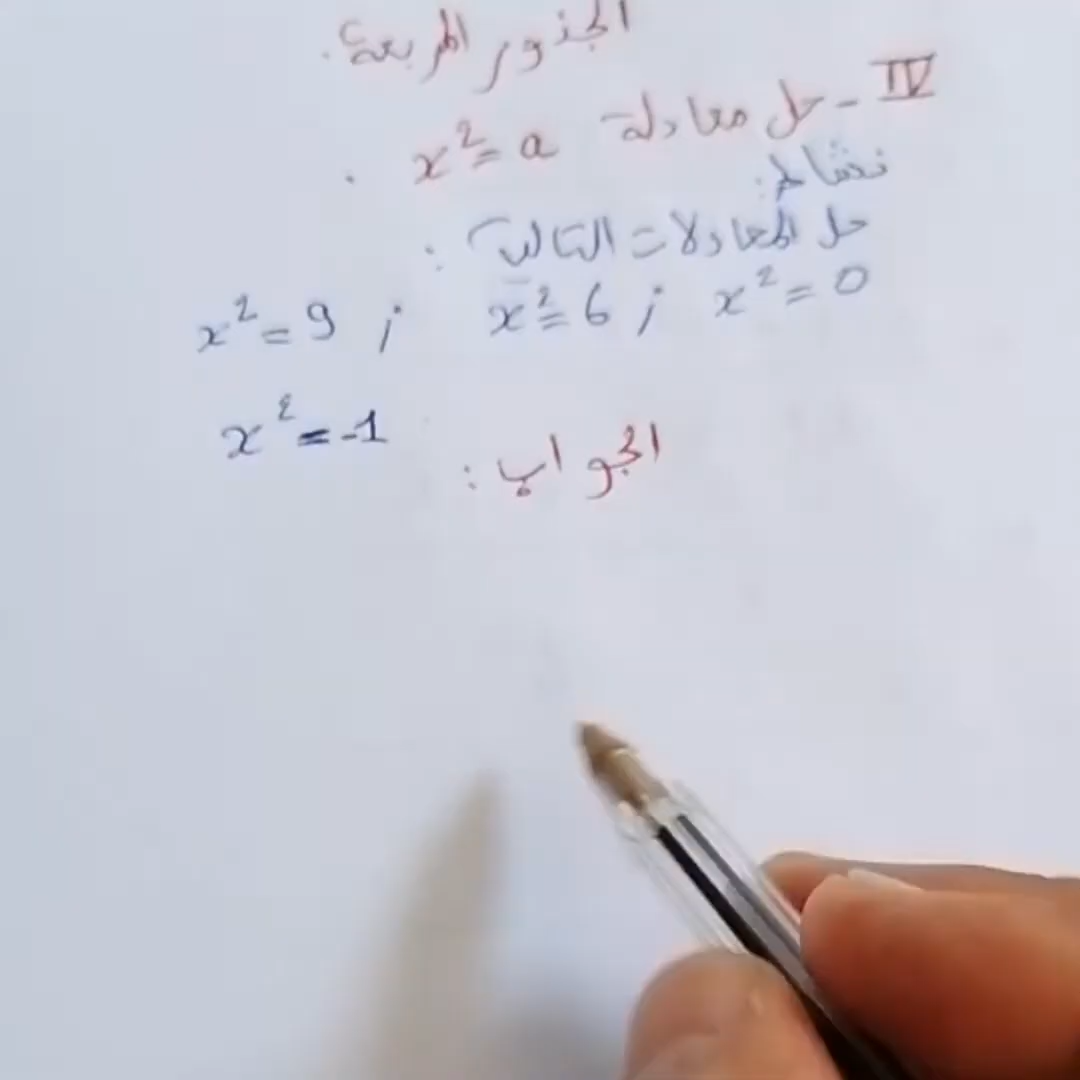 الجذور المربعة.
IV - حل معادلة x² = a.
نشاط:
حل المعادلات التالية:
x² = 9 ; x² = 6 ; x² = 0
x² = -1
الجواب: